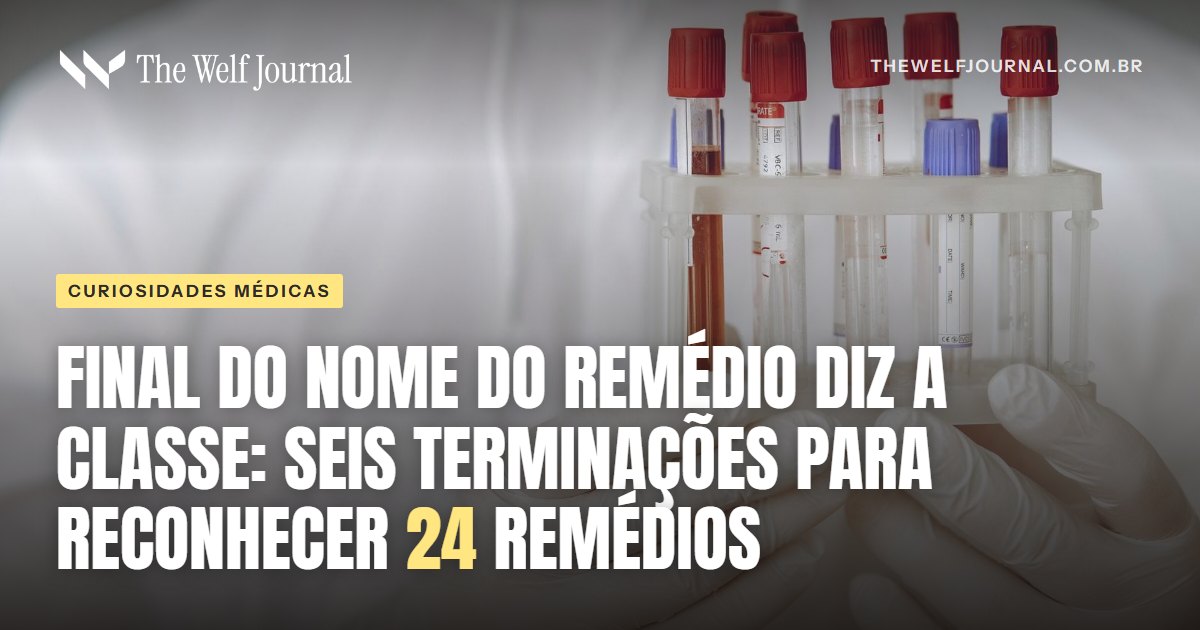 The Welf Journal
THEWELFJOURNAL.COM.BR
CURIOSIDADES MÉDICAS
FINAL DO NOME DO REMÉDIO DIZ A
CLASSE: SEIS TERMINAÇÕES PARA
RECONHECER 24 REMÉDIOS